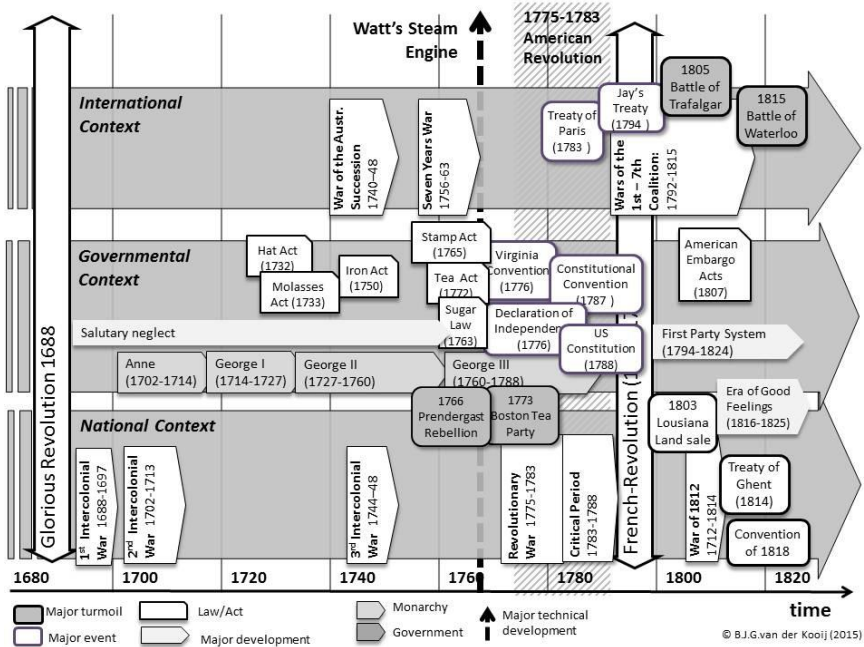 Watt's Steam
Engine
1775-1783
American
Revolution
International
Context
War of the Austr.
Succession
1740–48
Seven Years War
1756-63
Treaty of
Paris
(1783 )
Jay's
Treaty
(1794 )
1805
Battle of
Trafalgar
1815
Battle of
Waterloo
Wars of the
1st – 7th
Coalition:
1792-1815
Governmental
Context
Hat Act
(1732)
Molasses
Act (1733)
Iron Act
(1750)
Stamp Act
(1765)
Tea Act
(1772)
Sugar
Law
(1763)
Virginia
Convention
(1776)
Constitutional
Convention
(1787 )
Declaration of
Independen
(1776)
US
Constitution
(1788)
American
Embargo
Acts
(1807)
Salutary neglect
First Party System
(1794-1824)
Anne
(1702-1714)
George I
(1714-1727)
George II
(1727-1760)
George III
(1760-1788)
Era of Good
Feelings
(1816-1825)
National Context
1766
Prendergast
Rebellion
1773
Boston Tea
Party
1803
Lousiana
Land sale
Glorious Revolution 1688
1st Intercolonial
War 1688-1697
2nd Intercolonial
War 1702-1713
3rd Intercolonial
War 1744–48
Revolutionary
War 1775-1783
Critical Period
1783-1788
French-Revolution (1
War of 1812
1712-1814
Treaty of
Ghent
(1814)
Convention
of 1818
1680 1700 1720 1740 1760 1780 1800 1820
time
Major turmoil
Law/Act
Monarchy
Major technical
development
Major event
Major development
Government
© B.J.G.van der Kooij (2015)